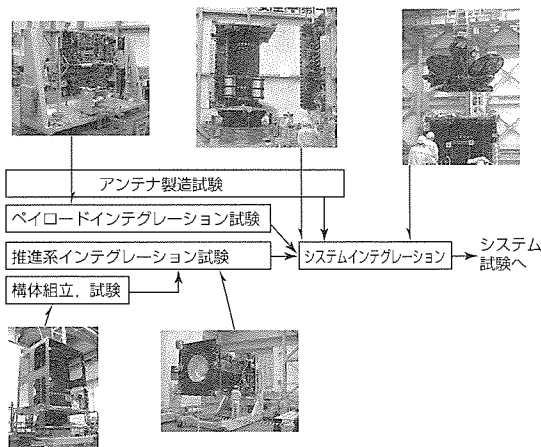 アンテナ製造試験
ペイロードインテグレーション試験
推進系インテグレーション試験
システムインテグレーション
システム
試験へ
構体組立，試験